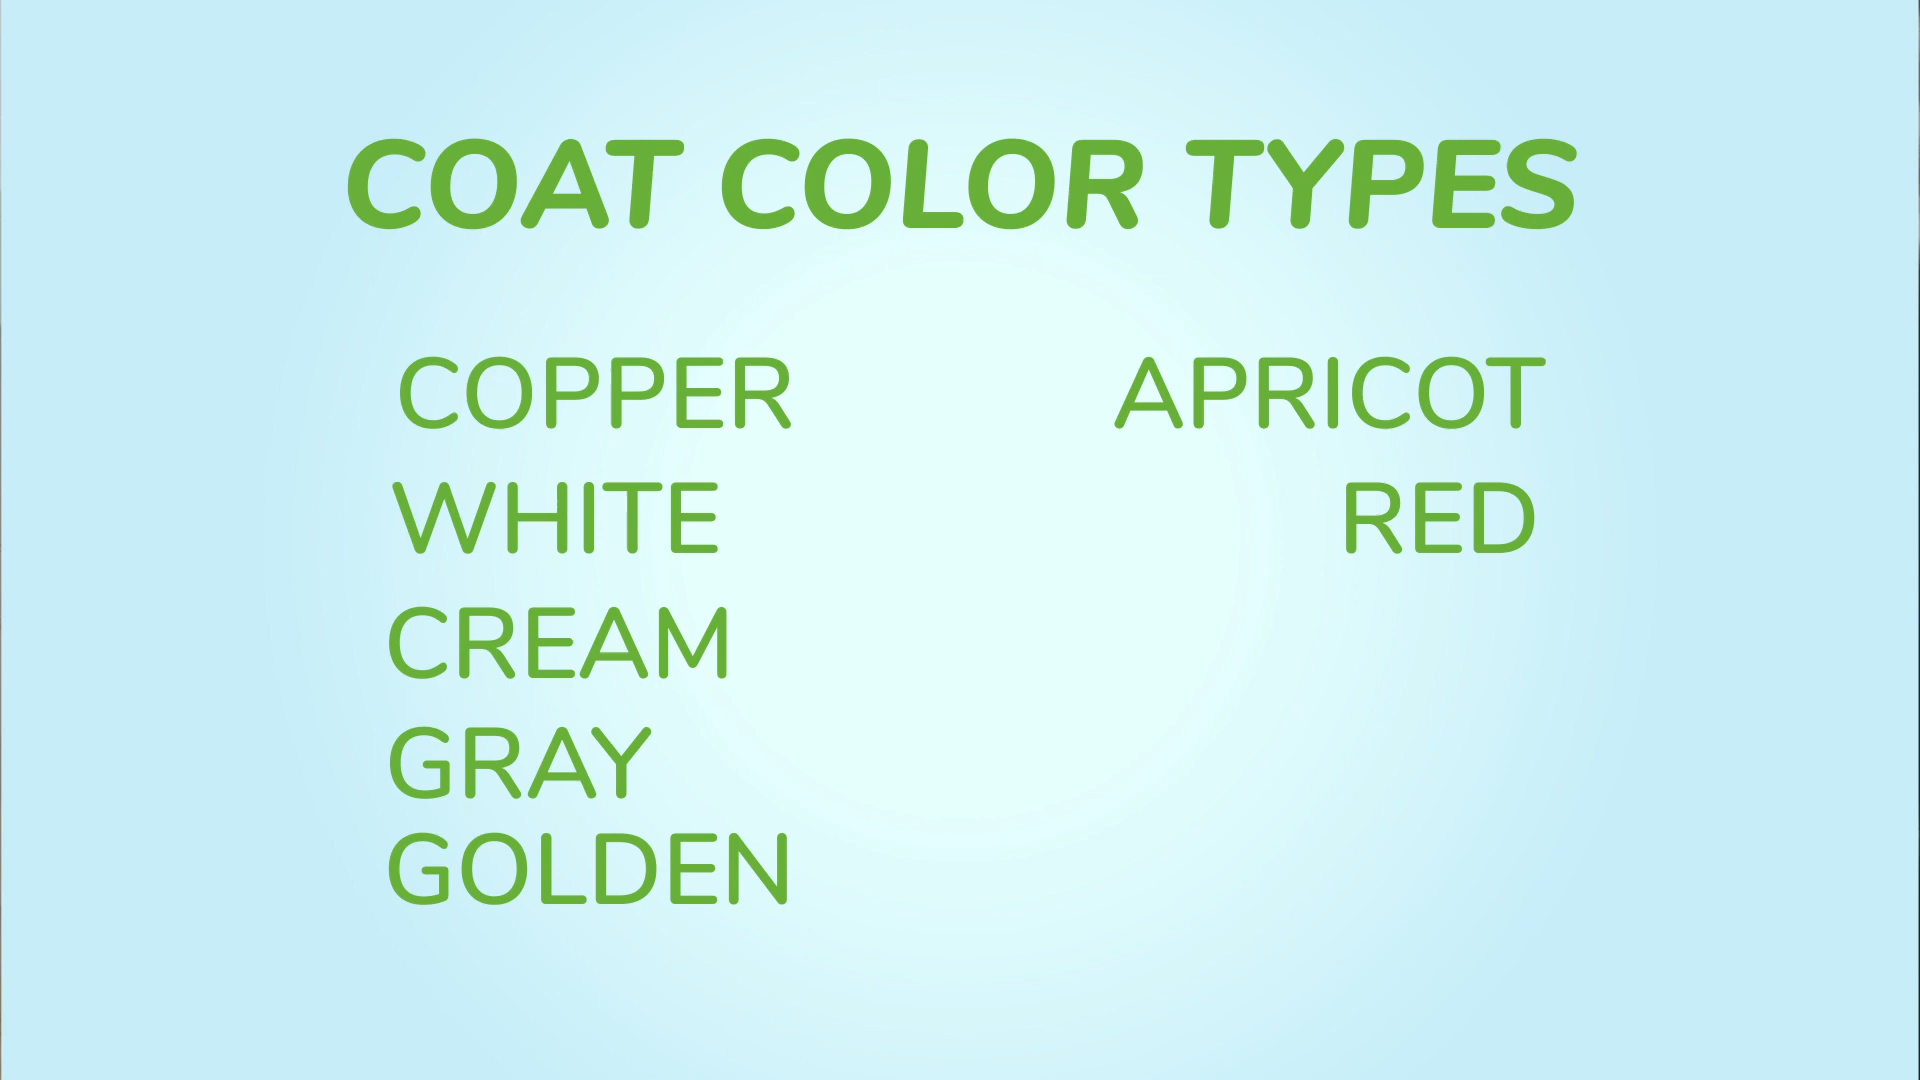 COAT COLOR TYPES
COPPER
WHITE
CREAM
GRAY
GOLDEN
APRICOT
RED